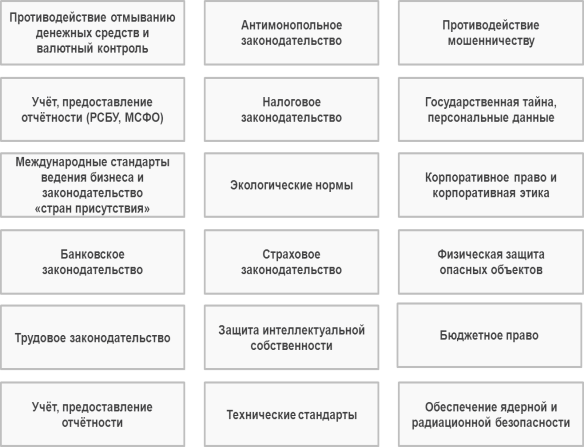 Противодействие отмыванию
денежных средств и
валютный контроль
Антимонопольное
законодательство
Противодействие
мошенничеству
Учёт, предоставление
отчётности (РСБУ, МСФО)
Налоговое
законодательство
Государственная тайна,
персональные данные
Международные стандарты
ведения бизнеса и
законодательство
«стран присутствия»
Экологические нормы
Корпоративное право и
корпоративная этика
Банковское
законодательство
Страховое
законодательство
Физическая защита
опасных объектов
Трудовое законодательство
Защита интеллектуальной
собственности
Бюджетное право
Учёт, предоставление
отчётности
Технические стандарты
Обеспечение ядерной и
радиационной безопасности